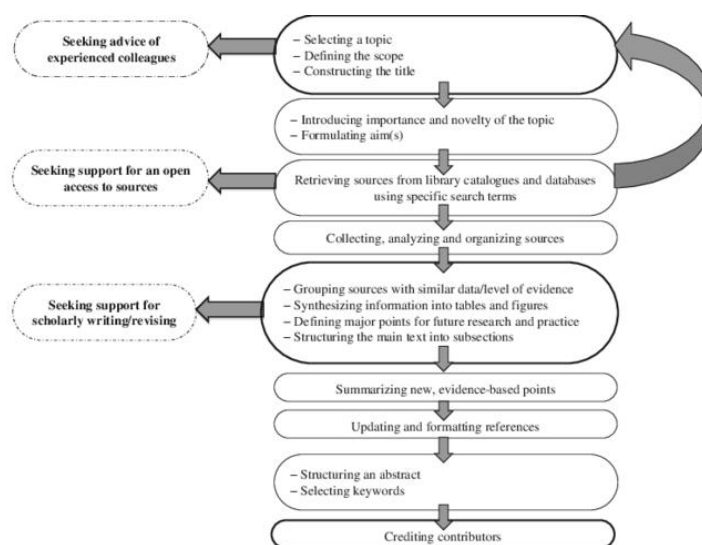 Seeking advice of
experienced colleagues
– Selecting a topic
– Defining the scope
– Constructing the title
– Introducing importance and novelty of the topic
– Formulating aim(s)
Seeking support for an open
access to sources
Retrieving sources from library catalogues and databases
using specific search terms
Collecting, analyzing and organizing sources
Seeking support for
scholarly writing/revising
– Grouping sources with similar data/level of evidence
– Synthesizing information into tables and figures
– Defining major points for future research and practice
– Structuring the main text into subsections
Summarizing new, evidence-based points
Updating and formatting references
– Structuring an abstract
– Selecting keywords
Crediting contributors